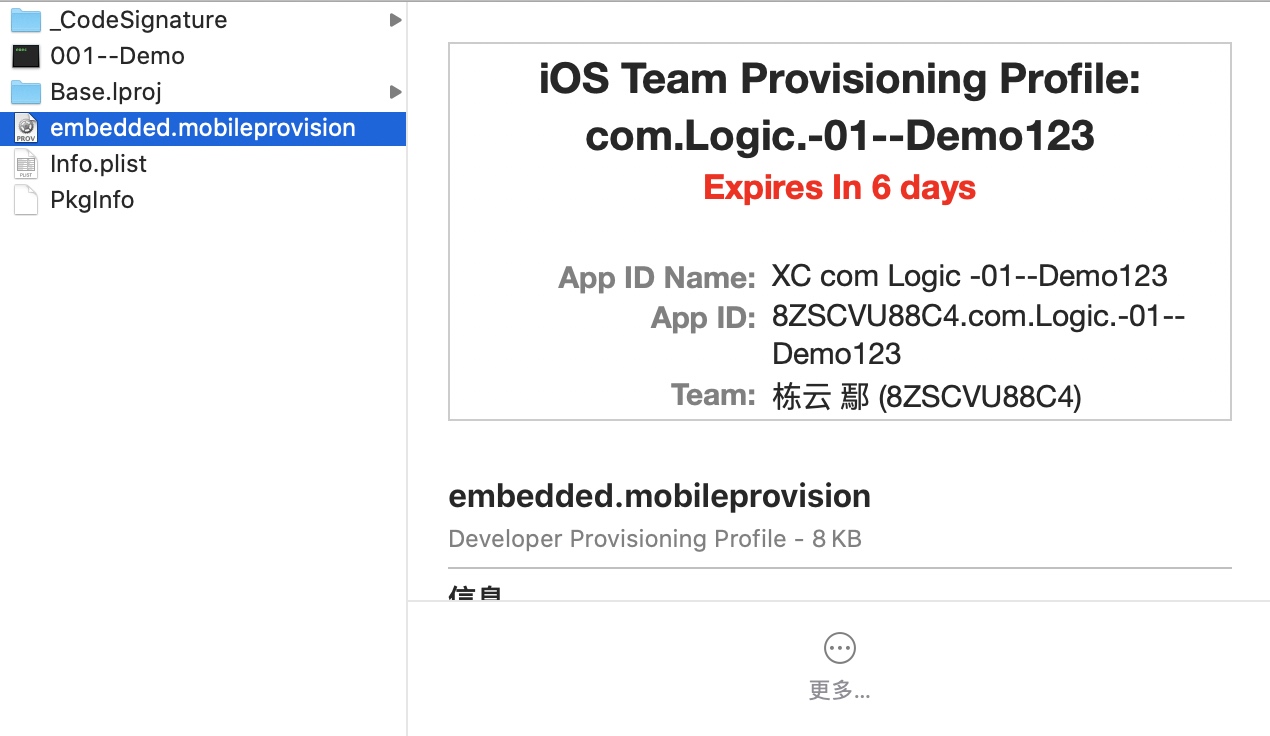 _CodeSignature
001--Demo
Base.lproj
embedded.mobileprovision
Info.plist
PkgInfo
iOS Team Provisioning Profile:
com.Logic.-01--Demo123
Expires In 6 days
App ID Name: XC com Logic -01--Demo123
App ID: 8ZSCVU88C4.com.Logic.-01--
Demo123
Team: 栋云 鄢 (8ZSCVU88C4)
embedded.mobileprovision
Developer Provisioning Profile - 8 KB
信息
更多...